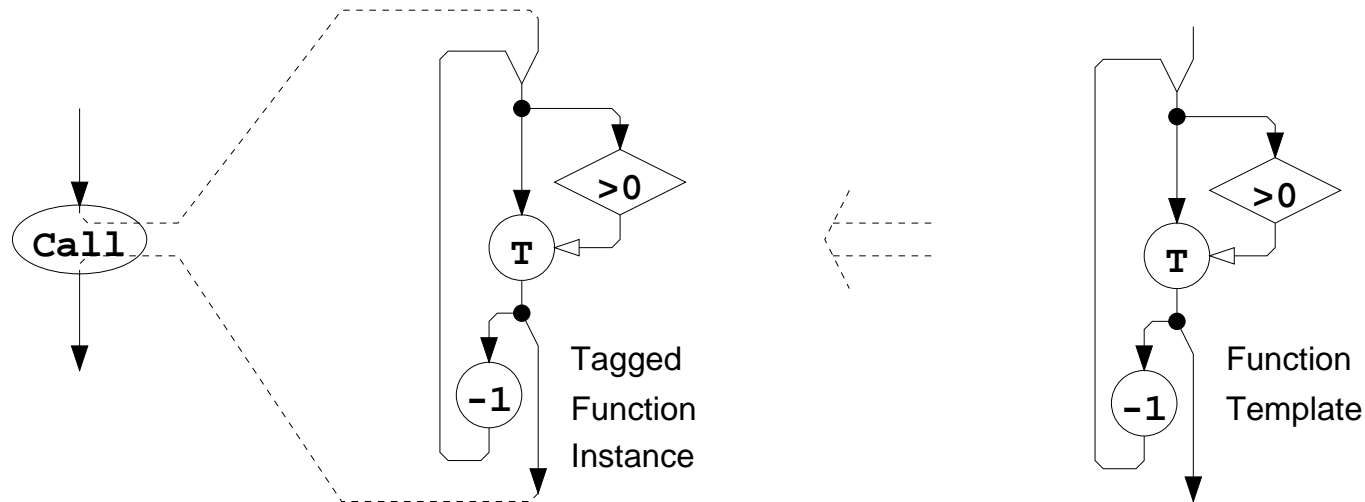 Call
>0
T
-1
Tagged
Function
Instance
>0
T
-1
Function
Template